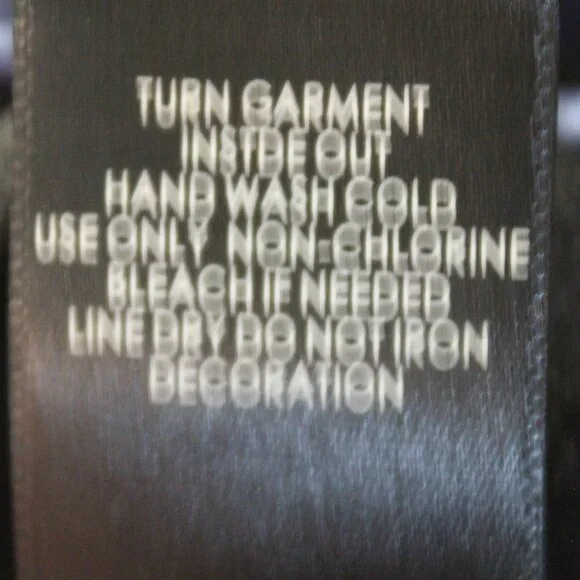 TURN GARMENT
INSTDE OUT
HAND WASH COLD
USE ONLY NON-CHLORINE
BLEACH IF NEEDED
LINE DRY DO NOT IRON
DECORATION